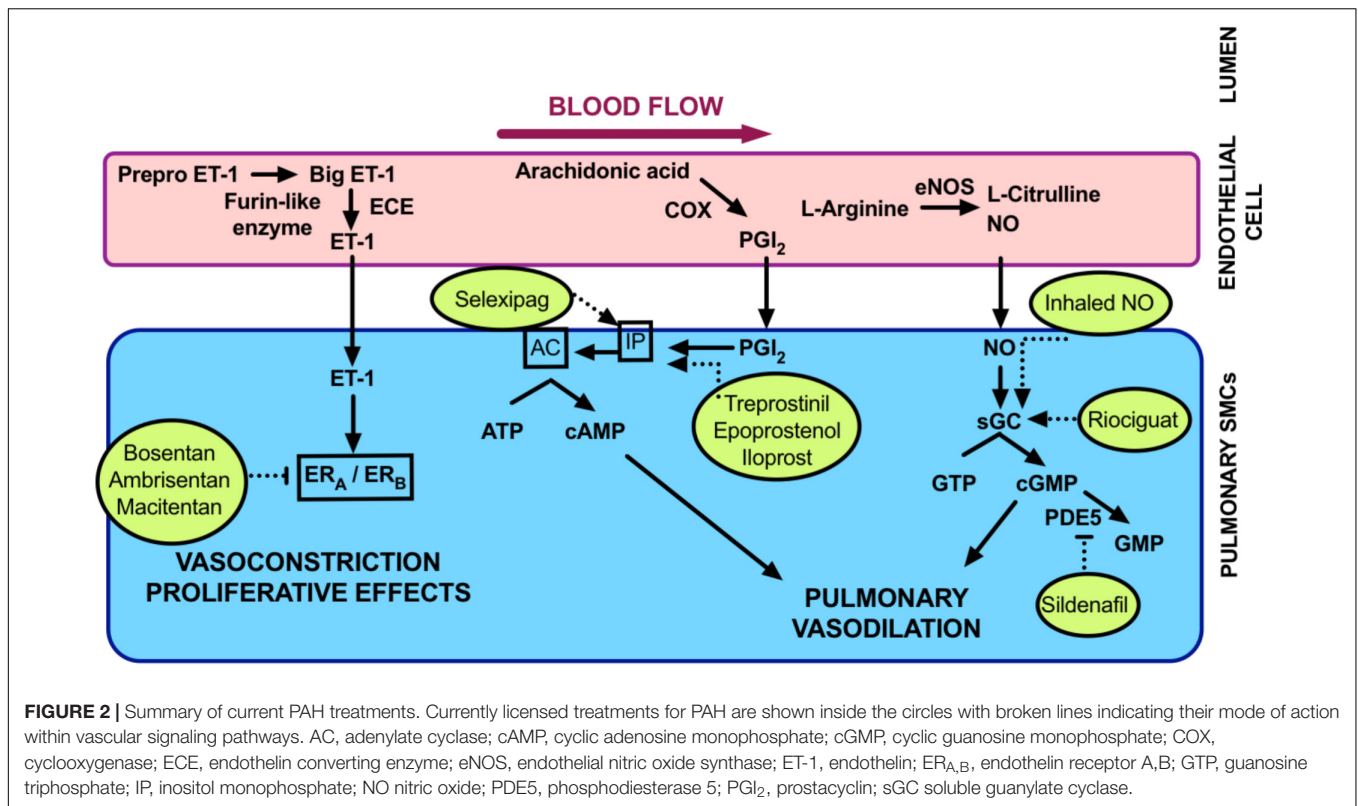 LUMEN
BLOOD FLOW
ENDOTHELIAL
CELL
Prepro ET-1
Big ET-1
Furin-like
enzyme
ECE
ET-1
Arachidonic acid
COX
PGI₂
L-Arginine
eNOS
L-Citrulline
NO
Selexipag
Inhaled NO
PULMONARY SMCs
ET-1
AC
IP
PGI₂
NO
Treprostinil
Epoprostenol
Iloprost
sGC
Riociguat
ATP
cAMP
Bosentan
Ambrisentan
Macitentan
ER_A / ER_B
GTP
cGMP
PDE5
GMP
VASOCONSTRICTION
PROLIFERATIVE EFFECTS
PULMONARY
VASODILATION
Sildenafil
FIGURE 2 | Summary of current PAH treatments. Currently licensed treatments for PAH are shown inside the circles with broken lines indicating their mode of action
within vascular signaling pathways. AC, adenylate cyclase; cAMP, cyclic adenosine monophosphate; cGMP, cyclic guanosine monophosphate; COX,
cyclooxygenase; ECE, endothelin converting enzyme; eNOS, endothelial nitric oxide synthase; ET-1, endothelin; ER_A,B, endothelin receptor A,B; GTP, guanosine
triphosphate; IP, inositol monophosphate; NO nitric oxide; PDE5, phosphodiesterase 5; PGI₂, prostacyclin; sGC soluble guanylate cyclase.